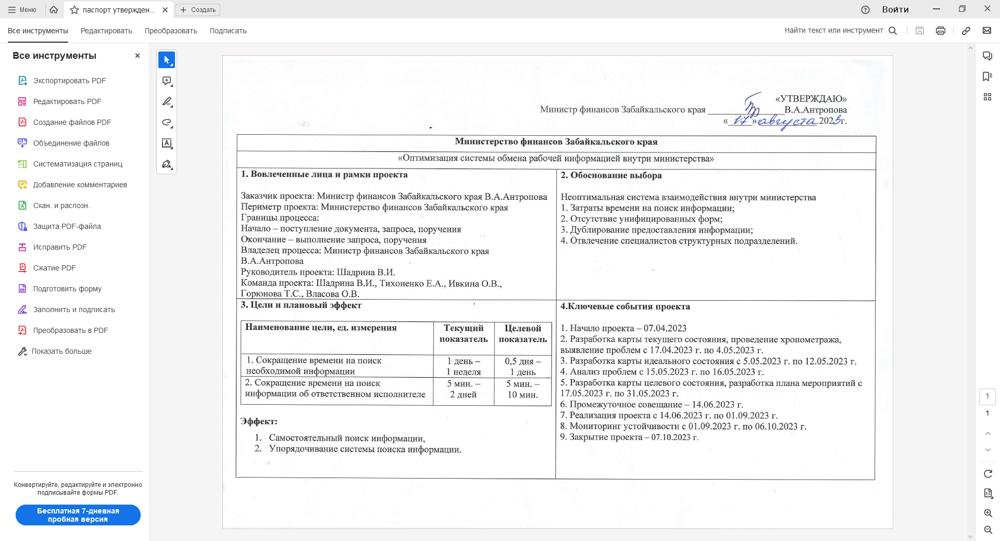 Меню
паспорт утвержден...
Создать
Войти
Все инструменты
Редактировать
Преобразовать
Подписать
Найти текст или инструмент
Все инструменты
Экспортировать PDF
Редактировать PDF
Создание файлов PDF
Объединение файлов
Систематизация страниц
Добавление комментариев
Скан. и распозн.
Защита PDF-файла
Исправить PDF
Сжатие PDF
Подготовить форму
Заполнить и подписать
Преобразовать в PDF
Показать больше
Конвертируйте, редактируйте и электронно
подписывайте формы PDF.
Бесплатная 7-дневная
пробная версия
«УТВЕРЖДАЮ»
Министр финансов Забайкальского края ________________В.А.Антропова
«17» августа 2023г.
Министерство финансов Забайкальского края
«Оптимизация системы обмена рабочей информацией внутри министерства»
1. Вовлеченные лица и рамки проекта
Заказчик проекта: Министр финансов Забайкальского края В.А.Антропова
Периметр проекта: Министерство финансов Забайкальского края
Границы процесса:
Начало – поступление документа, запроса, поручения
Окончание – выполнение запроса, поручения
Владелец процесса: Министр финансов Забайкальского края
В.А.Антропова
Руководитель проекта: Шадрина В.И.
Команда проекта: Шадрина В.И., Тихоненко Е.А., Ивкина О.В.,
Горюнова Т.С., Власова О.В.
2. Обоснование выбора
Неоптимальная система взаимодействия внутри министерства
1. Затраты времени на поиск информации;
2. Отсутствие унифицированных форм;
3. Дублирование предоставления информации;
4. Отвлечение специалистов структурных подразделений.
3. Цели и плановый эффект
Наименование цели, ед. измерения
Текущий
показатель
Целевой
показатель
1. Сокращение времени на поиск
необходимой информации
1 день –
1 неделя
0,5 дня –
1 день
2. Сокращение времени на поиск
информации об ответственном исполнителе
5 мин. –
2 дней
5 мин. –
10 мин.
Эффект:
1. Самостоятельный поиск информации,
2. Упорядочивание системы поиска информации.
4.Ключевые события проекта
1. Начало проекта – 07.04.2023
2. Разработка карты текущего состояния, проведение хронометража,
выявление проблем с 17.04.2023 г. по 4.05.2023 г.
3. Разработка карты идеального состояния с 5.05.2023 г. по 12.05.2023 г.
4. Анализ проблем с 15.05.2023 г. по 16.05.2023 г.
5. Разработка карты целевого состояния, разработка плана мероприятий с
17.05.2023 г. по 31.05.2023 г.
6. Промежуточное совещание – 14.06.2023 г.
7. Реализация проекта с 14.06.2023 г. по 01.09.2023 г.
8. Мониторинг устойчивости с 01.09.2023 г. по 06.10.2023 г.
9. Закрытие проекта – 07.10.2023 г.
1
1